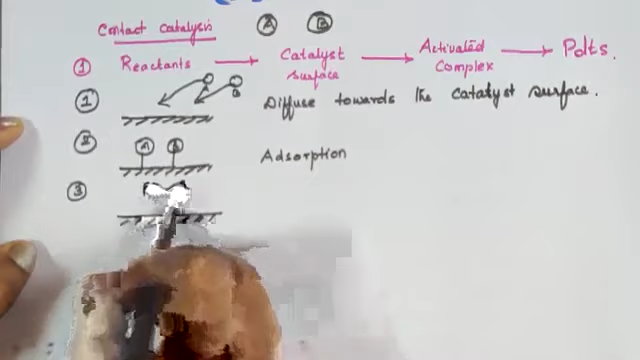 Contact catalysis Ⓐ Ⓑ
① Reactants → Catalyst surface → Activated Complex → Pdts.
A B
① Diffuse towards the catalyst surface.
② A B Adsorption
③